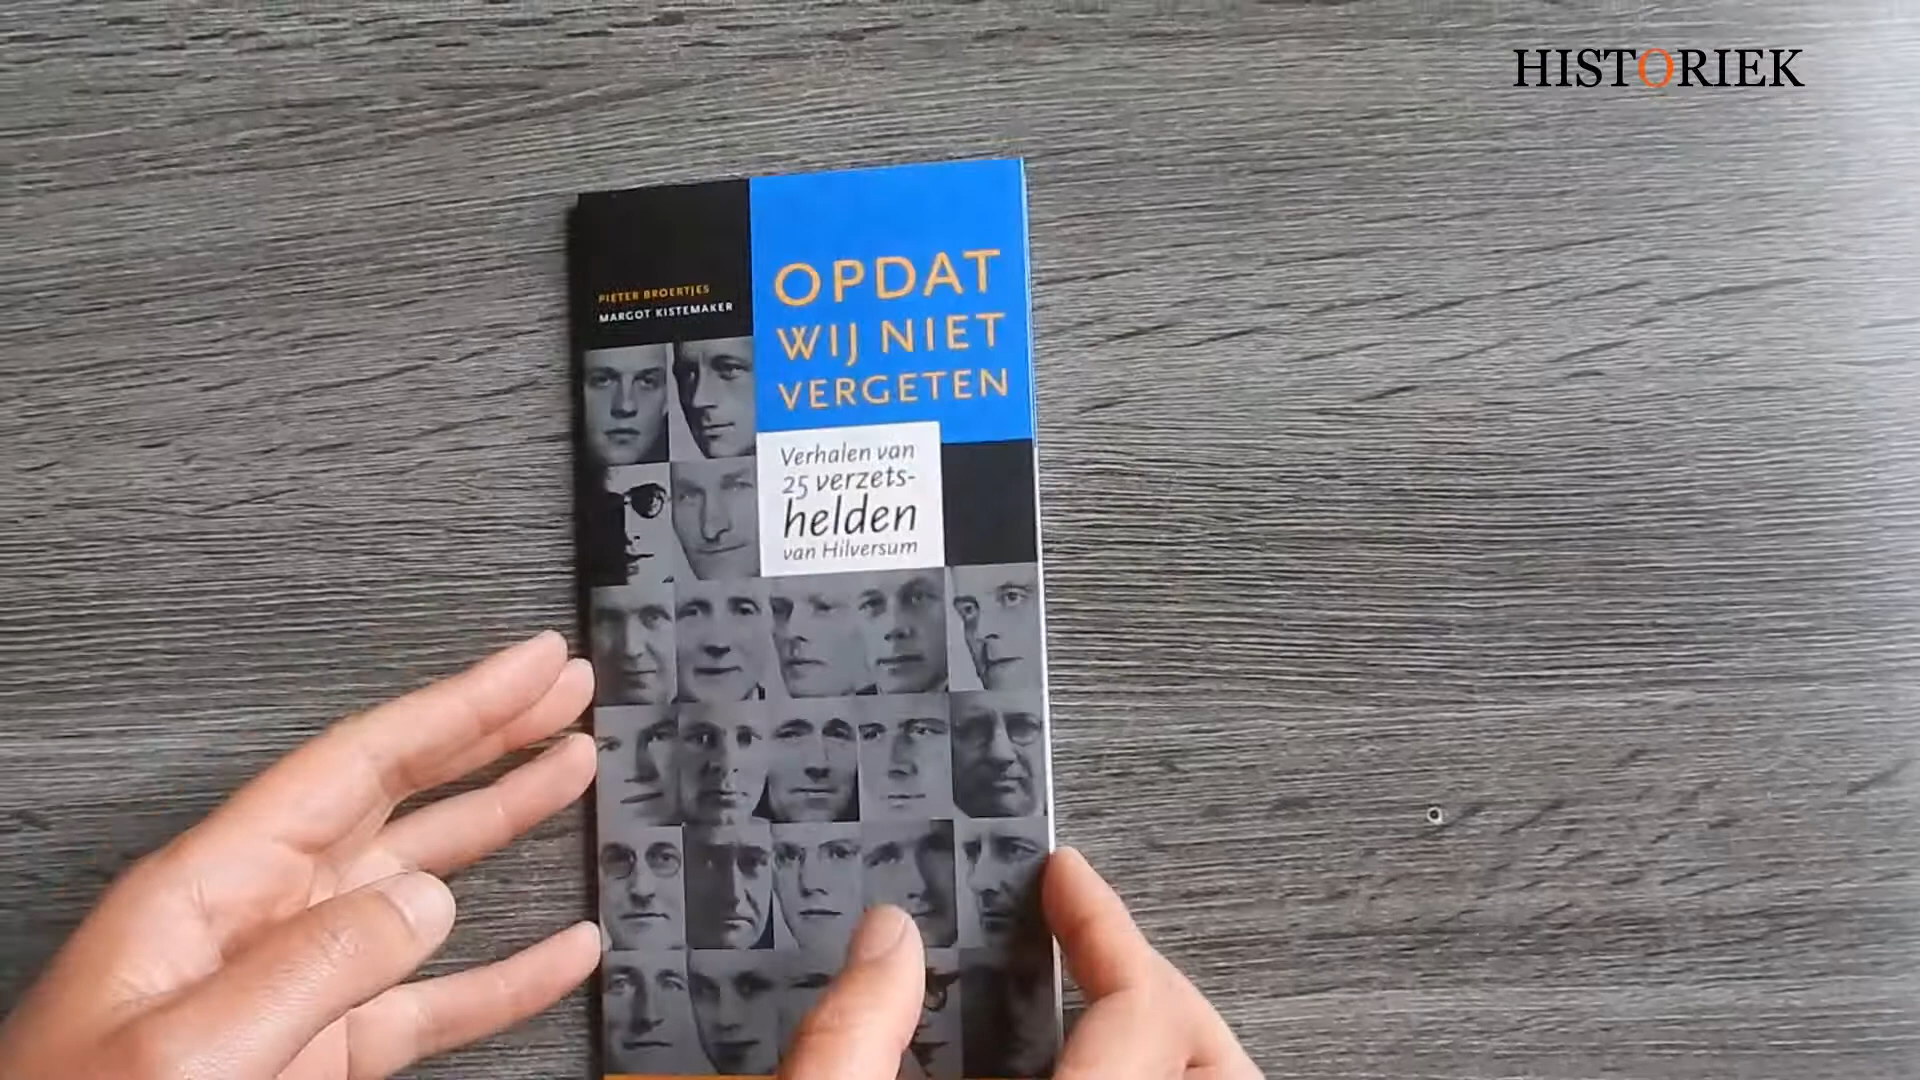 HISTORIEK
PIETER BROERTJES
MARGOT KISTEMAKER
OPDAT
WIJ NIET
VERGETEN
Verhalen van
25 verzets-
helden
van Hilversum